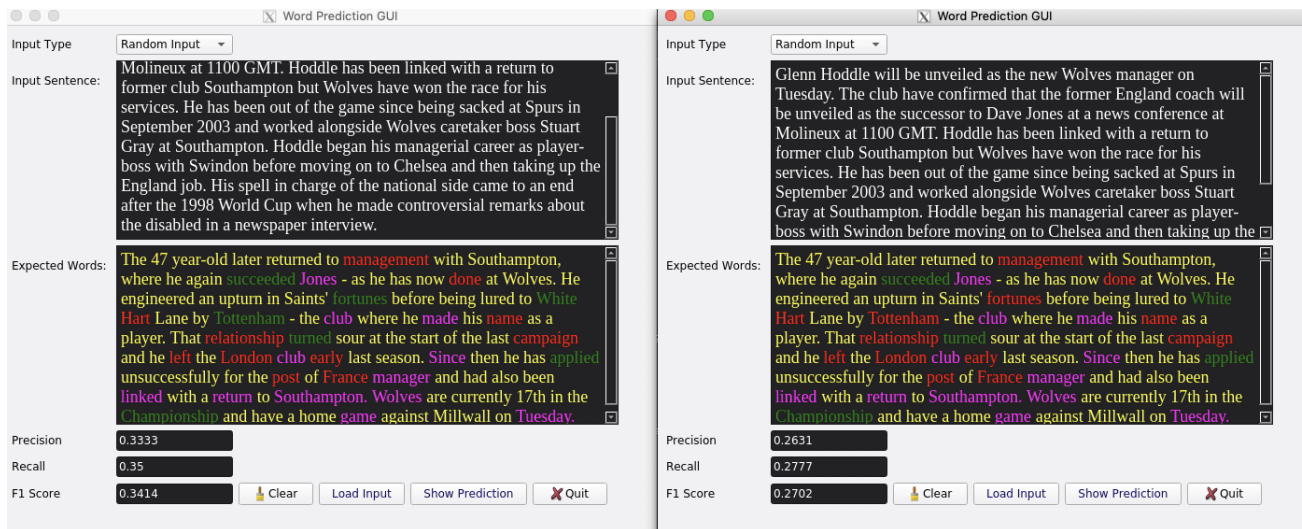 Word Prediction GUI
Input Type
Random Input
Input Sentence:
Molineux at 1100 GMT. Hoddle has been linked with a return to
former club Southampton but Wolves have won the race for his
services. He has been out of the game since being sacked at Spurs in
September 2003 and worked alongside Wolves caretaker boss Stuart
Gray at Southampton. Hoddle began his managerial career as player-
boss with Swindon before moving on to Chelsea and then taking up the
England job. His spell in charge of the national side came to an end
after the 1998 World Cup when he made controversial remarks about
the disabled in a newspaper interview.
Expected Words:
The 47 year-old later returned to management with Southampton,
where he again succeeded Jones - as he has now done at Wolves. He
engineered an upturn in Saints' fortunes before being lured to White
Hart Lane by Tottenham - the club where he made his name as a
player. That relationship turned sour at the start of the last campaign
and he left the London club early last season. Since then he has applied
unsuccessfully for the post of France manager and had also been
linked with a return to Southampton. Wolves are currently 17th in the
Championship and have a home game against Millwall on Tuesday.
Precision
0.3333
Recall
0.35
F1 Score
0.3414
Clear
Load Input
Show Prediction
Quit
Word Prediction GUI
Input Type
Random Input
Input Sentence:
Glenn Hoddle will be unveiled as the new Wolves manager on
Tuesday. The club have confirmed that the former England coach will
be unveiled as the successor to Dave Jones at a news conference at
Molineux at 1100 GMT. Hoddle has been linked with a return to
former club Southampton but Wolves have won the race for his
services. He has been out of the game since being sacked at Spurs in
September 2003 and worked alongside Wolves caretaker boss Stuart
Gray at Southampton. Hoddle began his managerial career as player-
boss with Swindon before moving on to Chelsea and then taking up the
Expected Words:
The 47 year-old later returned to management with Southampton,
where he again succeeded Jones - as he has now done at Wolves. He
engineered an upturn in Saints' fortunes before being lured to White
Hart Lane by Tottenham - the club where he made his name as a
player. That relationship turned sour at the start of the last campaign
and he left the London club early last season. Since then he has applied
unsuccessfully for the post of France manager and had also been
linked with a return to Southampton. Wolves are currently 17th in the
Championship and have a home game against Millwall on Tuesday.
Precision
0.2631
Recall
0.2777
F1 Score
0.2702
Clear
Load Input
Show Prediction
Quit